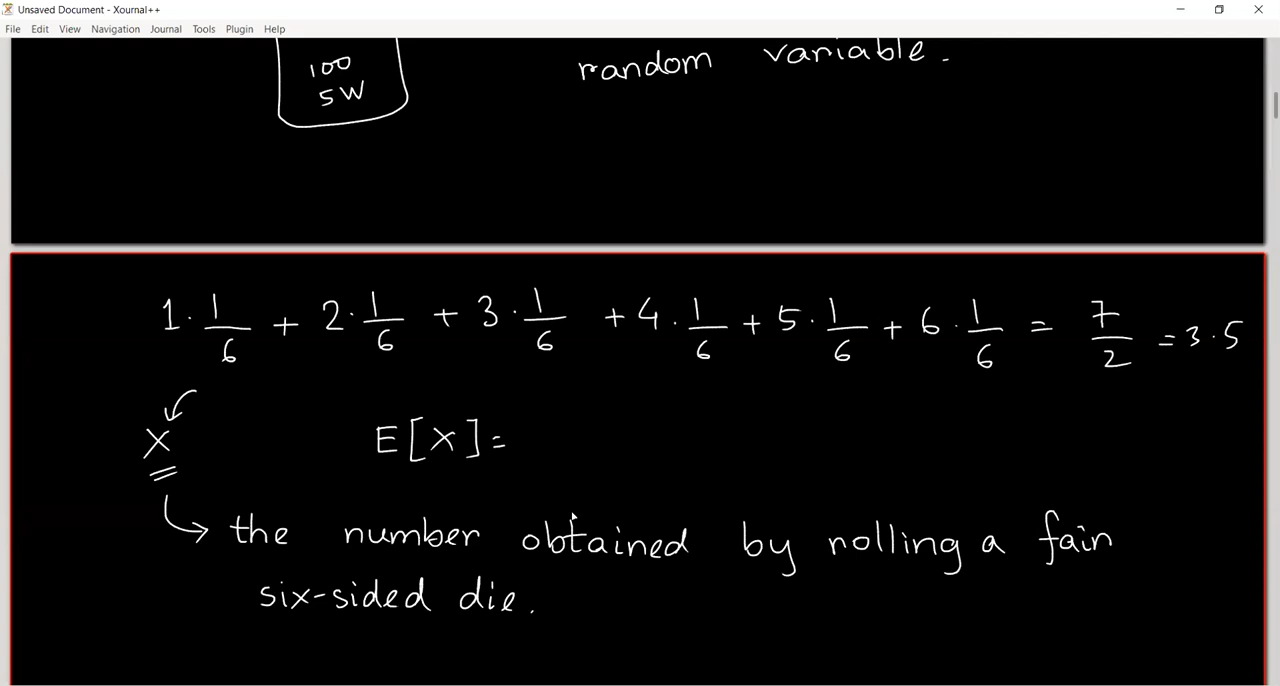 Unsaved Document - Xournal++
File Edit View Navigation Journal Tools Plugin Help
100
5W
random variable.
1·1/6 + 2·1/6 + 3·1/6 + 4·1/6 + 5·1/6 + 6·1/6 = 7/2 = 3.5
X
E[X]=
the number obtained by rolling a fair
six-sided die.